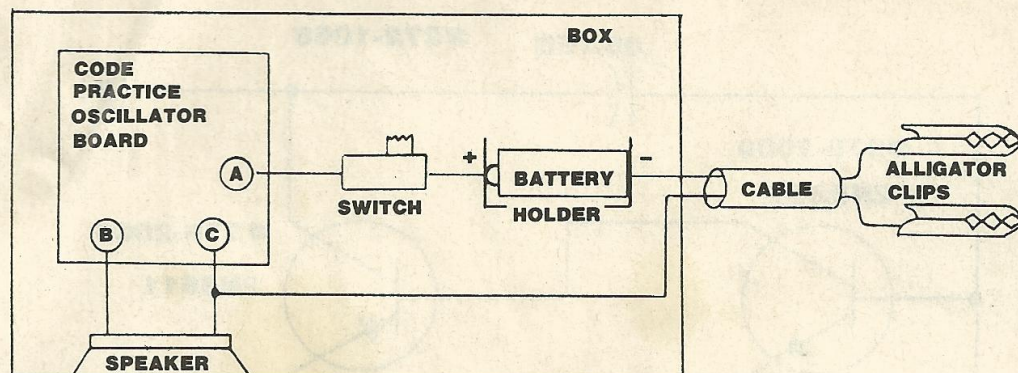 BOX
CODE
PRACTICE
OSCILLATOR
BOARD
A
B
C
SWITCH
+
-
BATTERY
HOLDER
CABLE
ALLIGATOR
CLIPS
SPEAKER